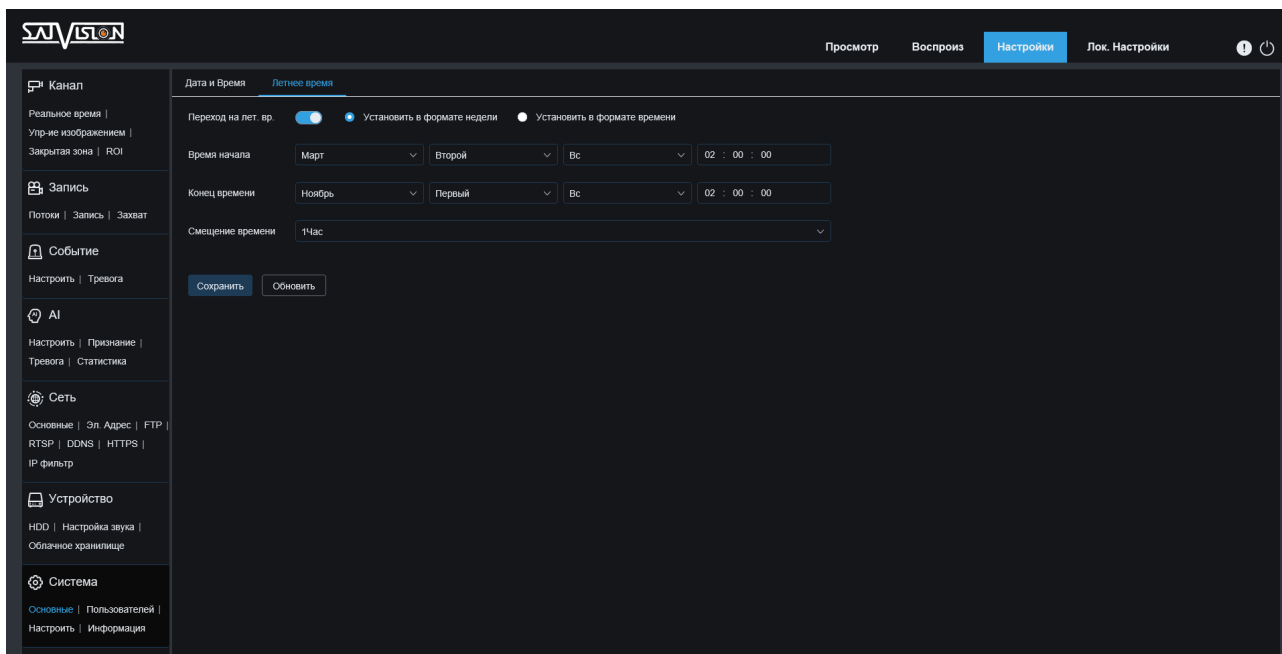 SATVISION
Просмотр Воспроиз Настройки Лок. Настройки
Канал
Реальное время |
Упр-ие изображением |
Закрытая зона | ROI
Запись
Потоки | Запись | Захват
Событие
Настроить | Тревога
AI
Настроить | Признание |
Тревога | Статистика
Сеть
Основные | Эл. Адрес | FTP |
RTSP | DDNS | HTTPS |
IP фильтр
Устройство
HDD | Настройка звука |
Облачное хранилище
Система
Основные | Пользователей |
Настроить | Информация
Дата и Время Летнее время
Переход на лет. вр. Установить в формате недели Установить в формате времени
Время начала Март Второй Вс 02 : 00 : 00
Конец времени Ноябрь Первый Вс 02 : 00 : 00
Смещение времени 1Час
Сохранить Обновить